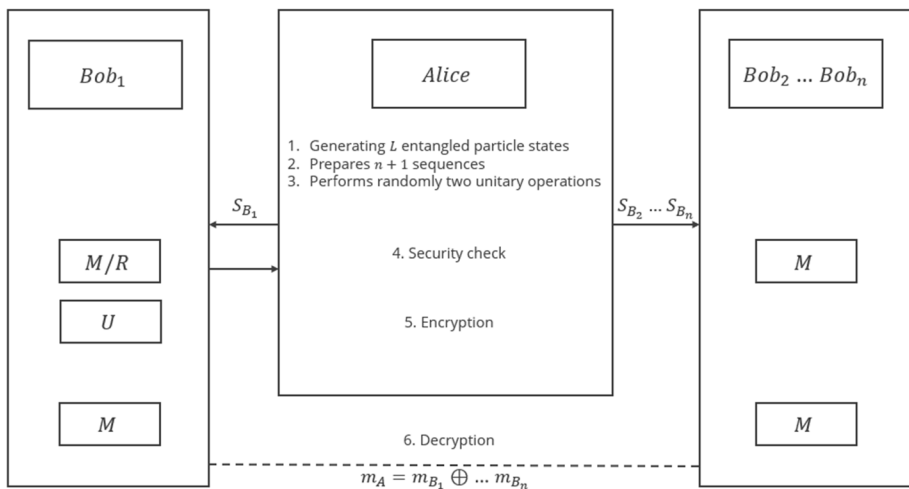 Bob₁
Alice
Bob₂ ... Bobₙ
1. Generating L entangled particle states
2. Prepares n + 1 sequences
3. Performs randomly two unitary operations
S_B₁
S_B₂ ... S_Bₙ
M/R
4. Security check
M
U
5. Encryption
M
M
6. Decryption
m_A = m_B₁ ⊕ ... m_Bₙ